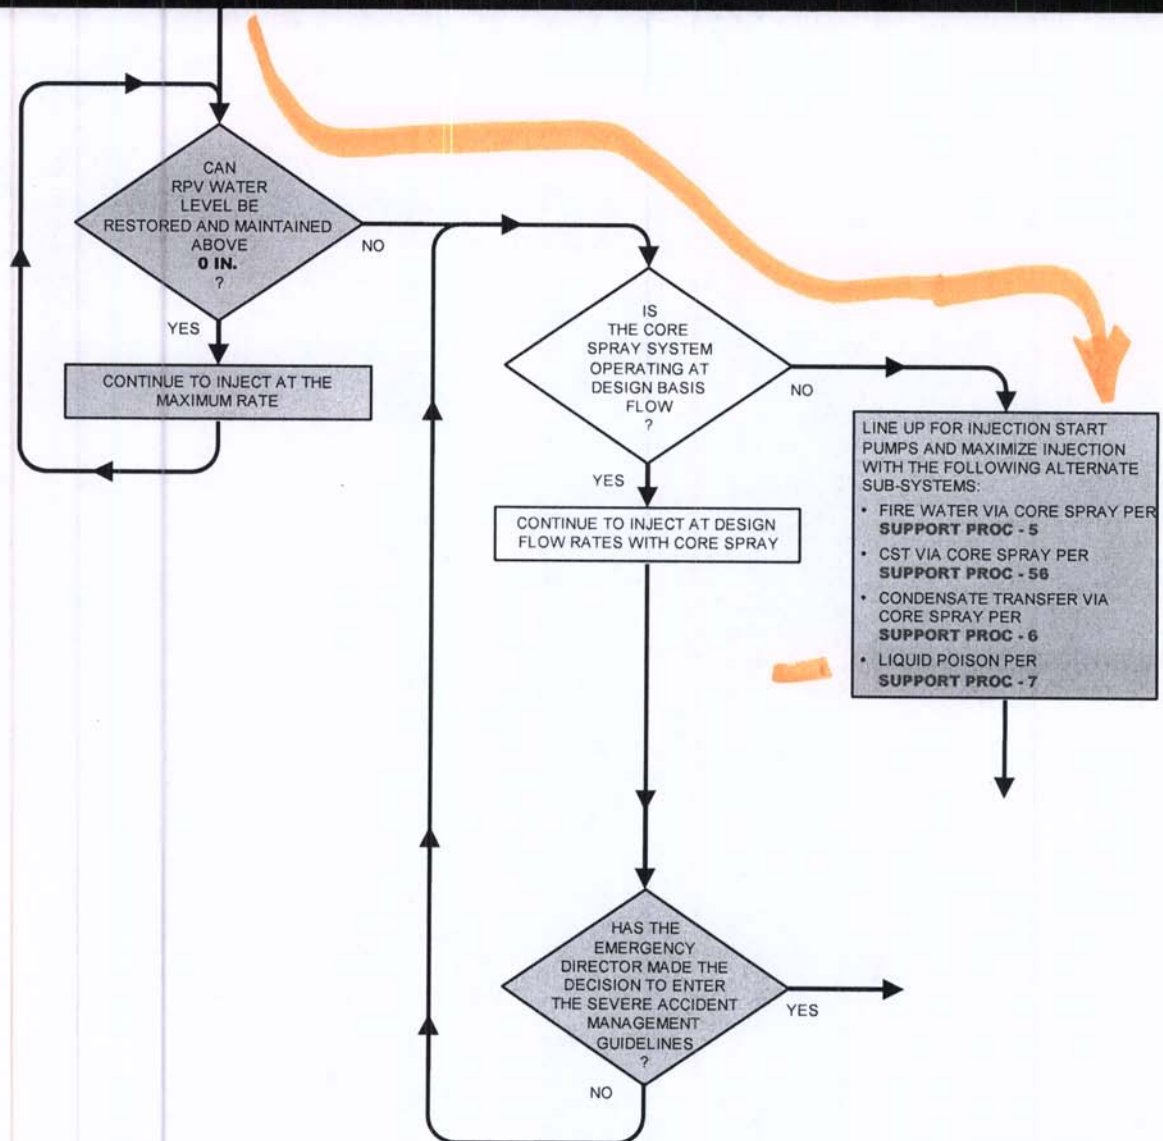 CAN
RPV WATER
LEVEL BE
RESTORED AND MAINTAINED
ABOVE
0 IN.
?
NO
YES
CONTINUE TO INJECT AT THE
MAXIMUM RATE
IS
THE CORE
SPRAY SYSTEM
OPERATING AT
DESIGN BASIS
FLOW
?
NO
YES
CONTINUE TO INJECT AT DESIGN
FLOW RATES WITH CORE SPRAY
LINE UP FOR INJECTION START
PUMPS AND MAXIMIZE INJECTION
WITH THE FOLLOWING ALTERNATE
SUB-SYSTEMS:
• FIRE WATER VIA CORE SPRAY PER
SUPPORT PROC - 5
• CST VIA CORE SPRAY PER
SUPPORT PROC - 56
• CONDENSATE TRANSFER VIA
CORE SPRAY PER
SUPPORT PROC - 6
• LIQUID POISON PER
SUPPORT PROC - 7
HAS THE
EMERGENCY
DIRECTOR MADE THE
DECISION TO ENTER
THE SEVERE ACCIDENT
MANAGEMENT
GUIDELINES
?
YES
NO